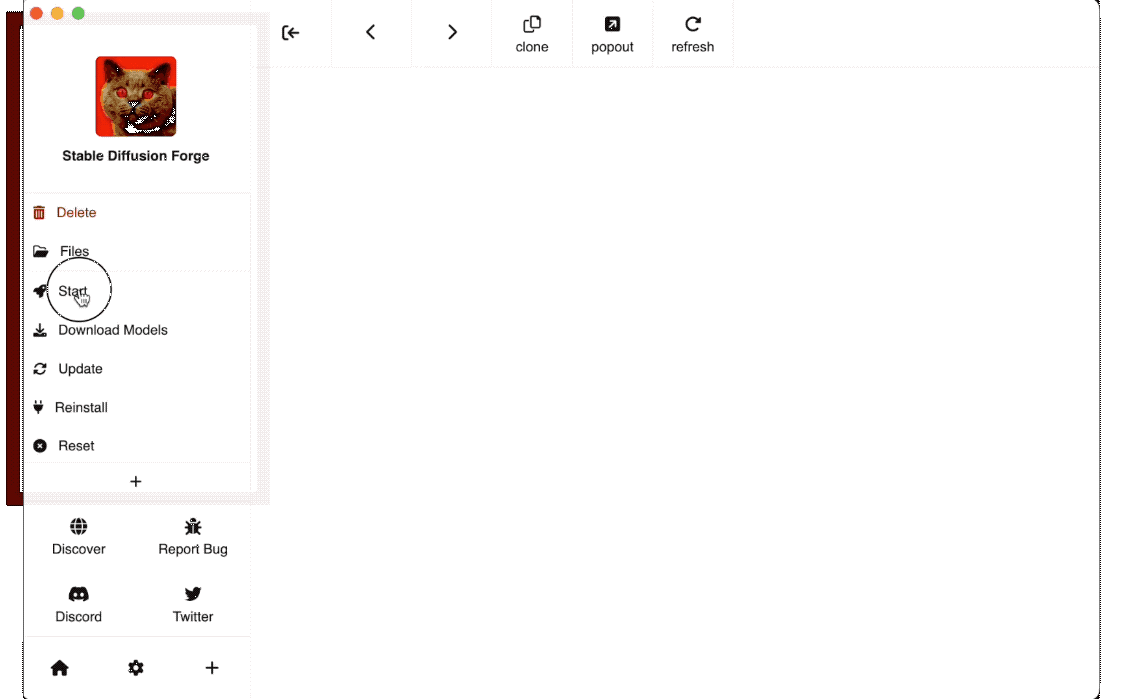 clone
popout
refresh
Stable Diffusion Forge
Delete
Files
Start
Download Models
Update
Reinstall
Reset
Discover
Report Bug
Discord
Twitter